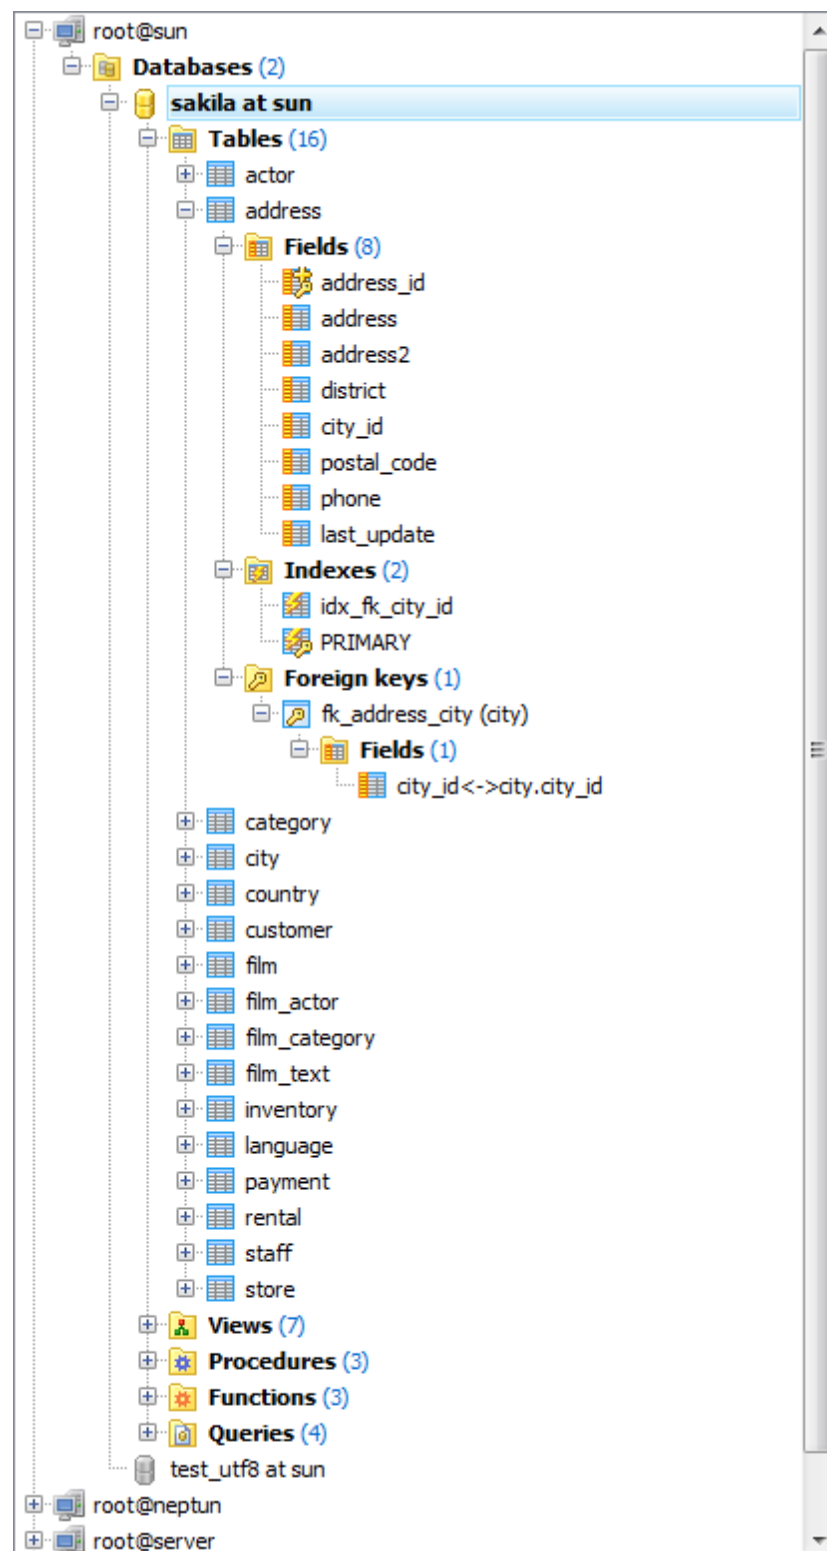 root@sun
Databases (2)
sakila at sun
Tables (16)
actor
address
Fields (8)
address_id
address
address2
district
city_id
postal_code
phone
last_update
Indexes (2)
idx_fk_city_id
PRIMARY
Foreign keys (1)
fk_address_city (city)
Fields (1)
city_id<->city.city_id
category
city
country
customer
film
film_actor
film_category
film_text
inventory
language
payment
rental
staff
store
Views (7)
Procedures (3)
Functions (3)
Queries (4)
test_utf8 at sun
root@neptun
root@server